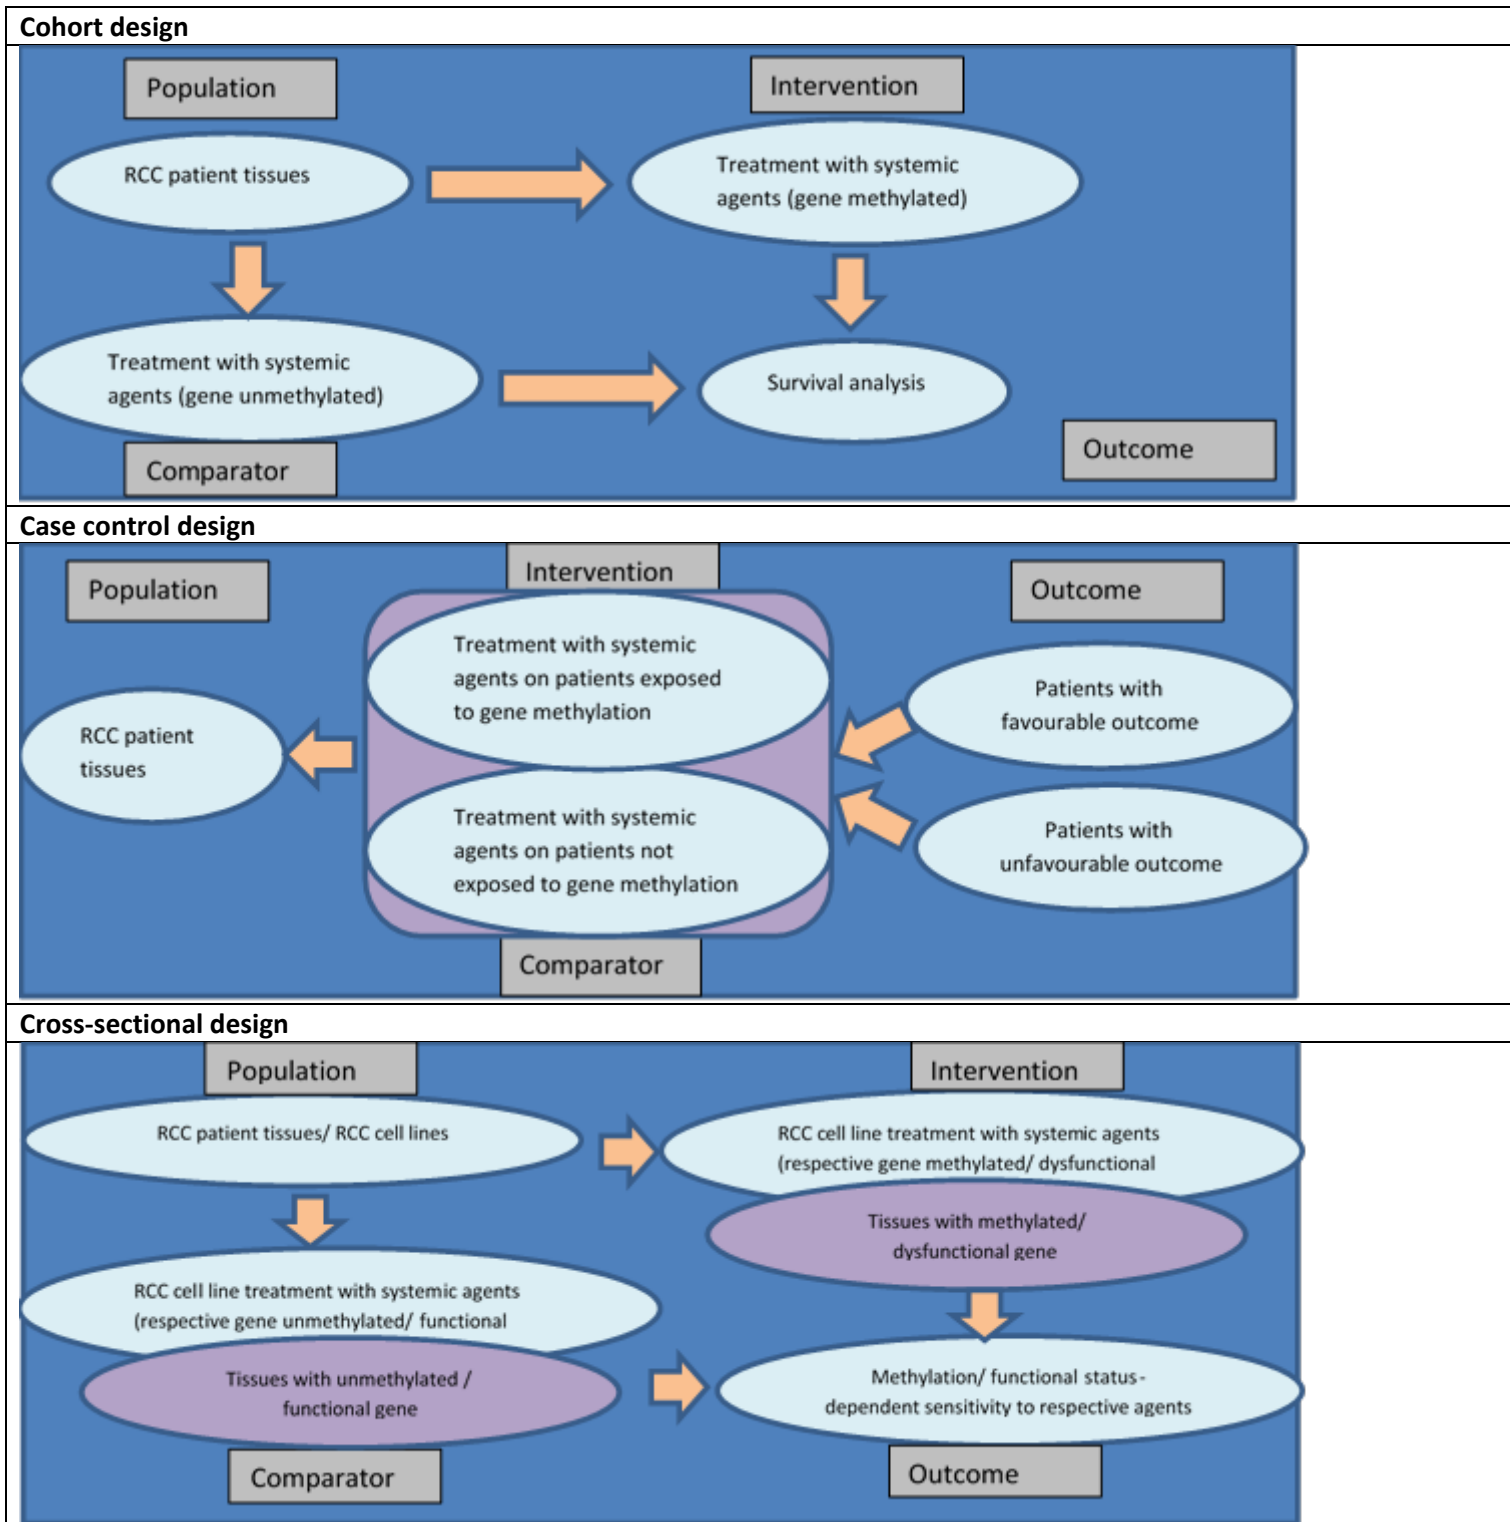 Cohort design
Population
Intervention
RCC patient tissues
Treatment with systemic
agents (gene methylated)
Treatment with systemic
agents (gene unmethylated)
Survival analysis
Comparator
Outcome
Case control design
Population
Intervention
Outcome
Treatment with systemic
agents on patients exposed
to gene methylation
Patients with
favourable outcome
RCC patient
tissues
Treatment with systemic
agents on patients not
exposed to gene methylation
Patients with
unfavourable outcome
Comparator
Cross-sectional design
Population
Intervention
RCC patient tissues/ RCC cell lines
RCC cell line treatment with systemic agents
(respective gene methylated/ dysfunctional
Tissues with methylated/
dysfunctional gene
RCC cell line treatment with systemic agents
(respective gene unmethylated/ functional
Tissues with unmethylated /
functional gene
Methylation/ functional status-
dependent sensitivity to respective agents
Comparator
Outcome